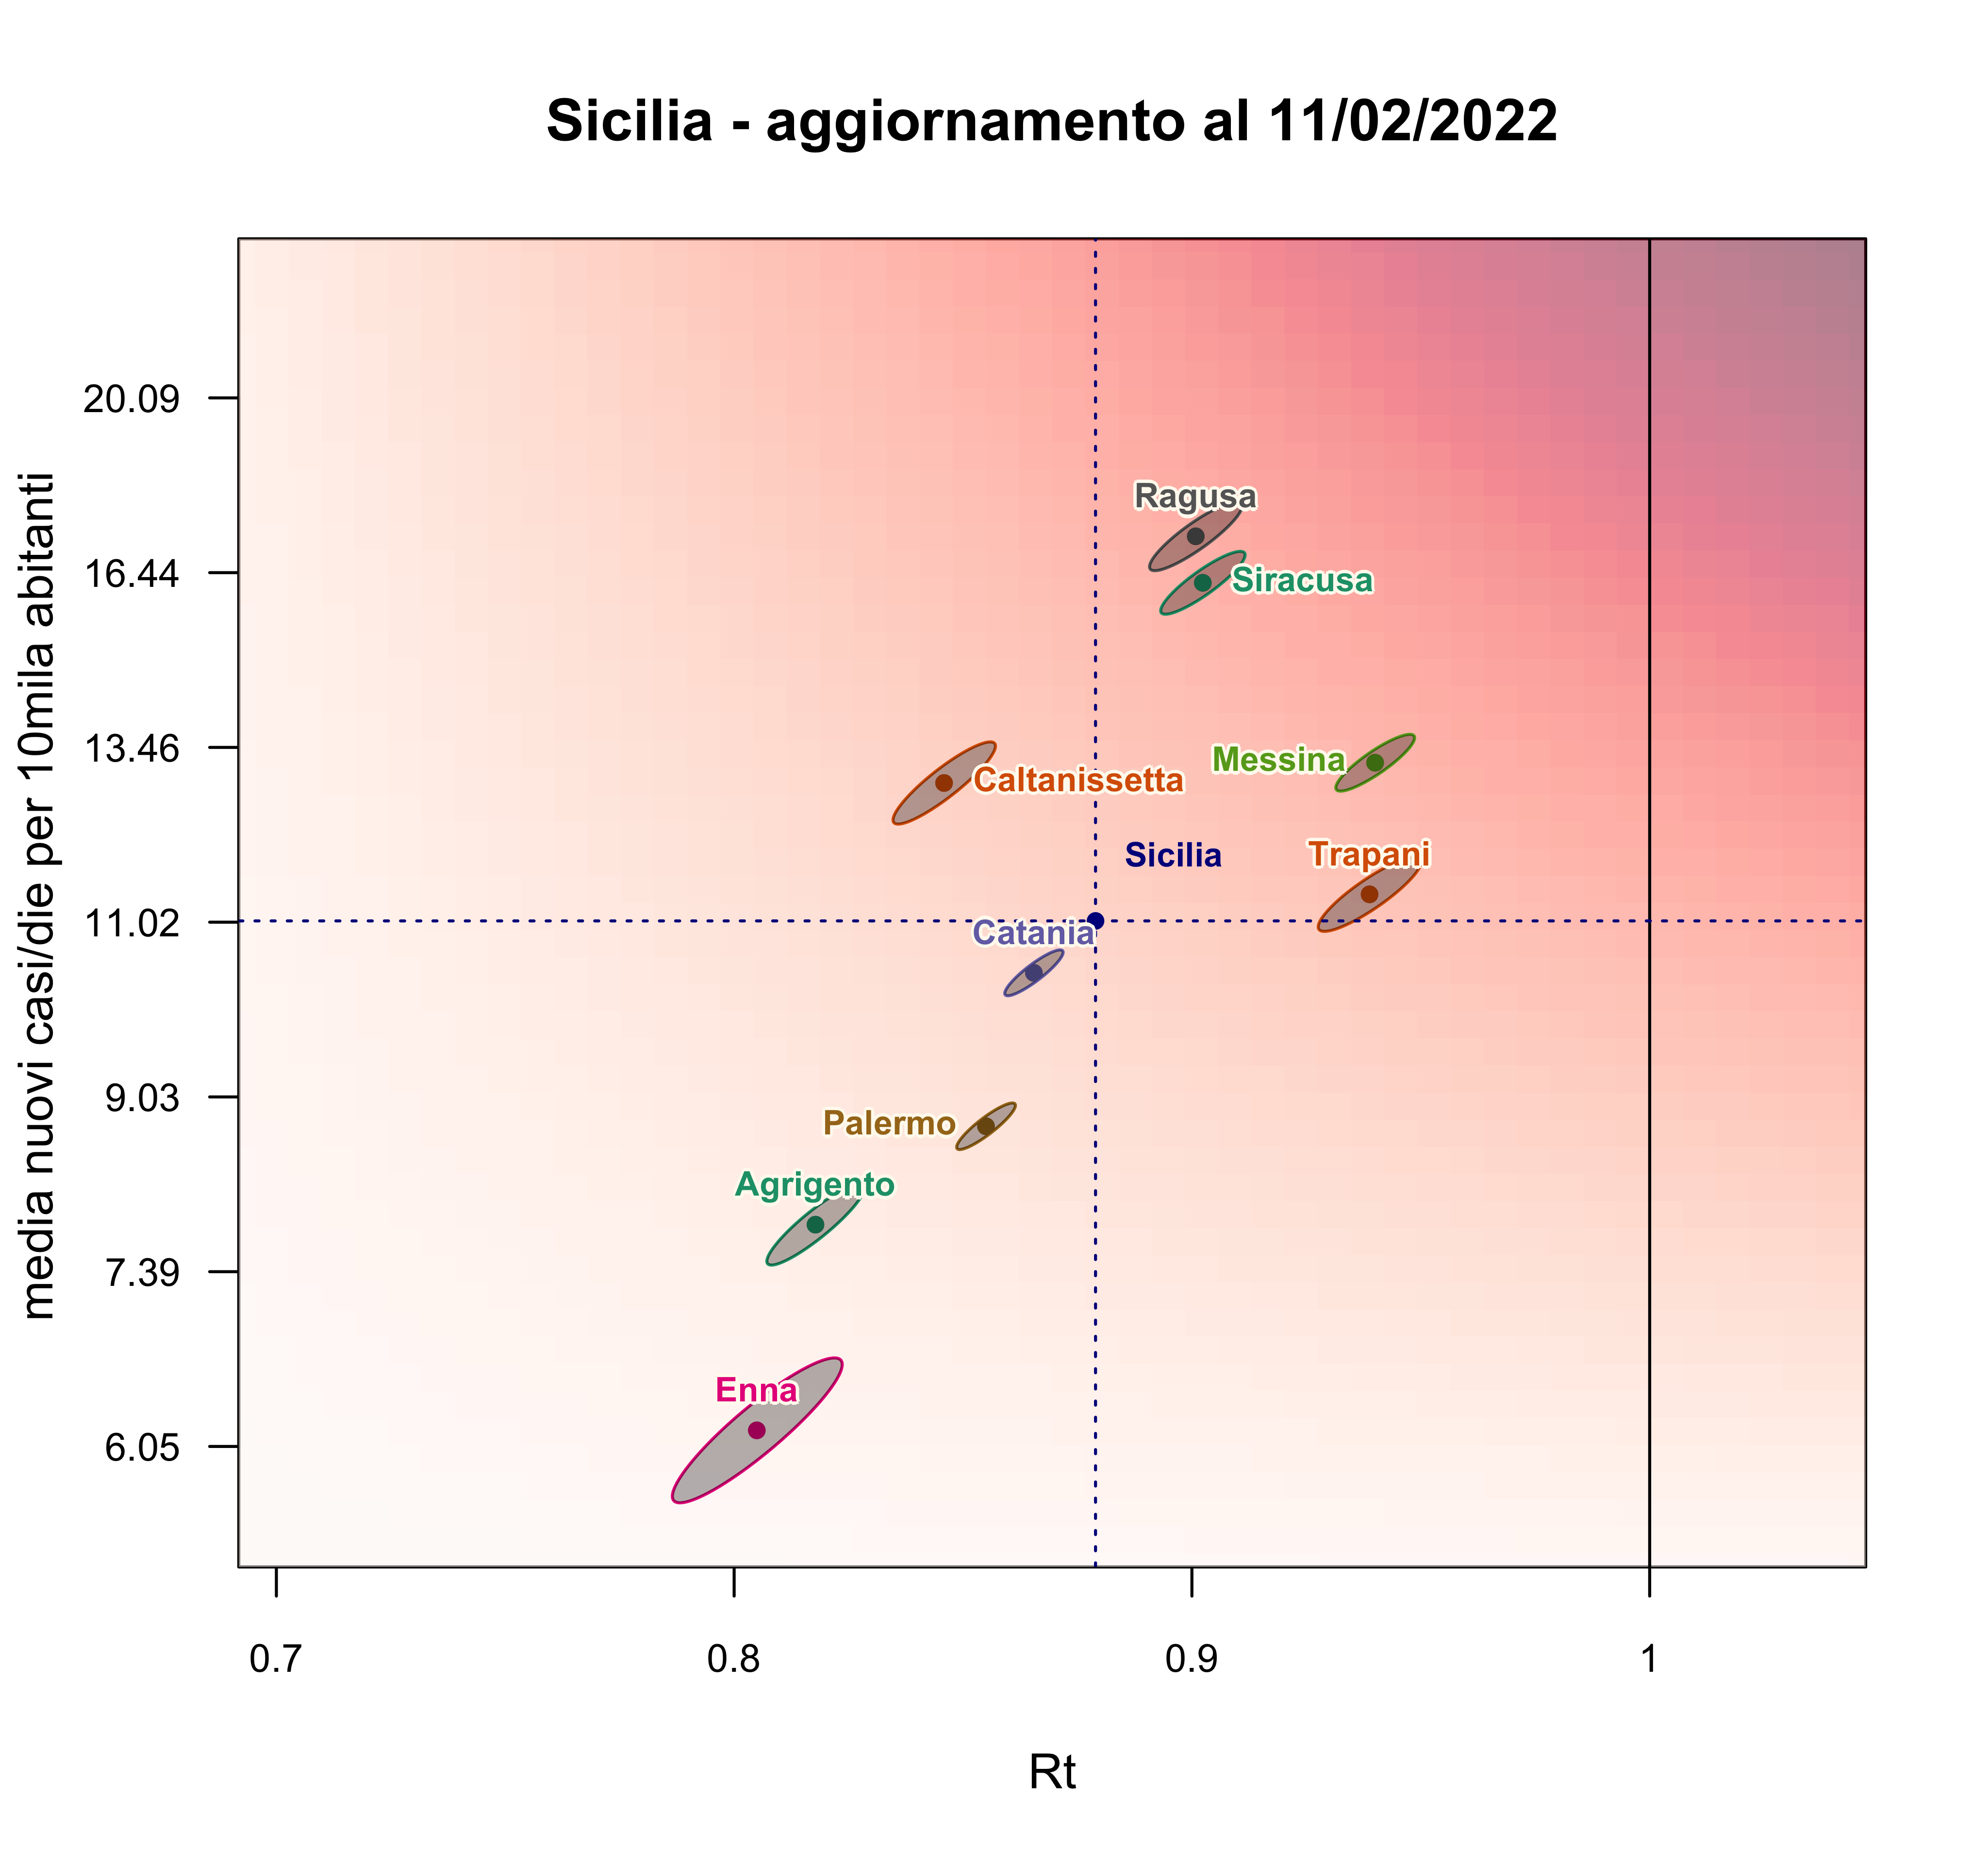 Sicilia - aggiornamento al 11/02/2022
media nuovi casi/die per 10mila abitanti
20.09
16.44
13.46
11.02
9.03
7.39
6.05
Ragusa
Siracusa
Messina
Caltanissetta
Sicilia
Trapani
Catania
Palermo
Agrigento
Enna
0.7 0.8 0.9 1
Rt